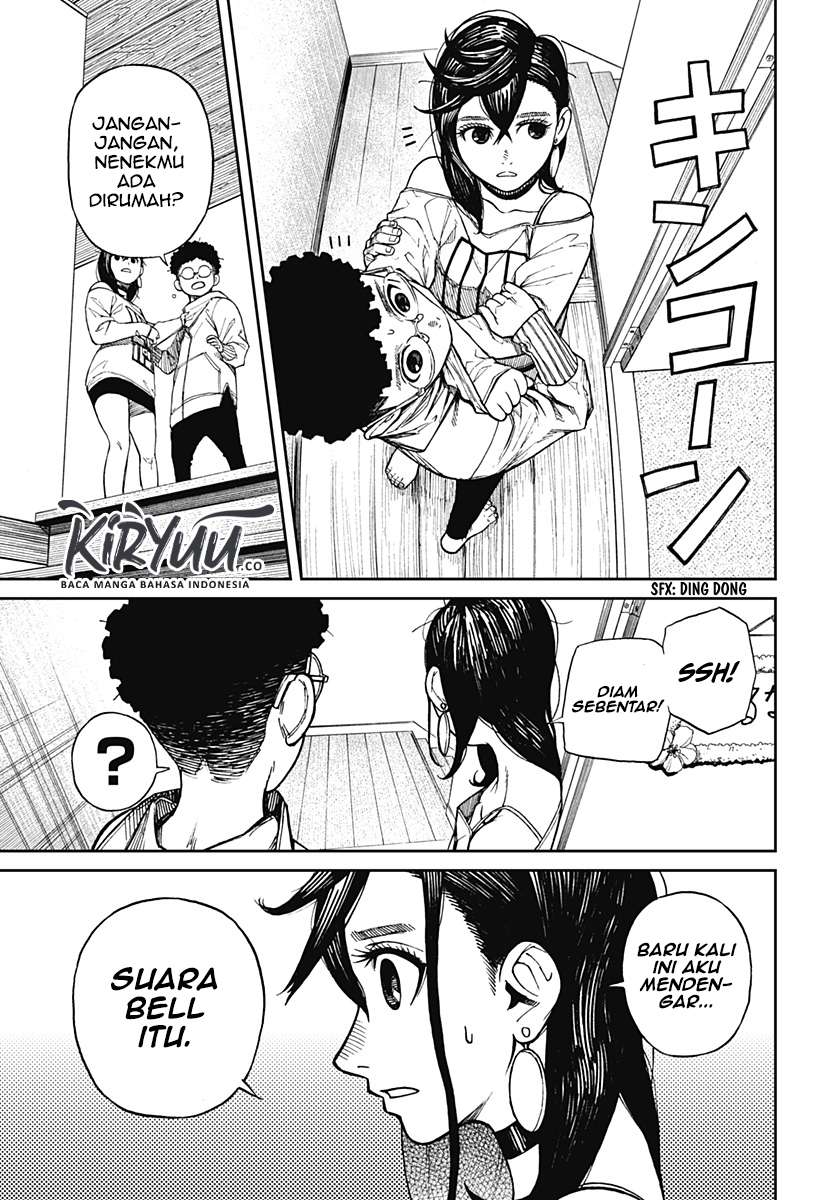 キンコーン
SFX: DING DONG
JANGAN-
JANGAN,
NENEKMU
ADA
DIRUMAH?
KiRYUU.CO
BACA MANGA BAHASA INDONESIA
SSH!
DIAM
SEBENTAR!
?
BARU KALI
INI AKU
MENDEN-
GAR...
SUARA
BELL
ITU.